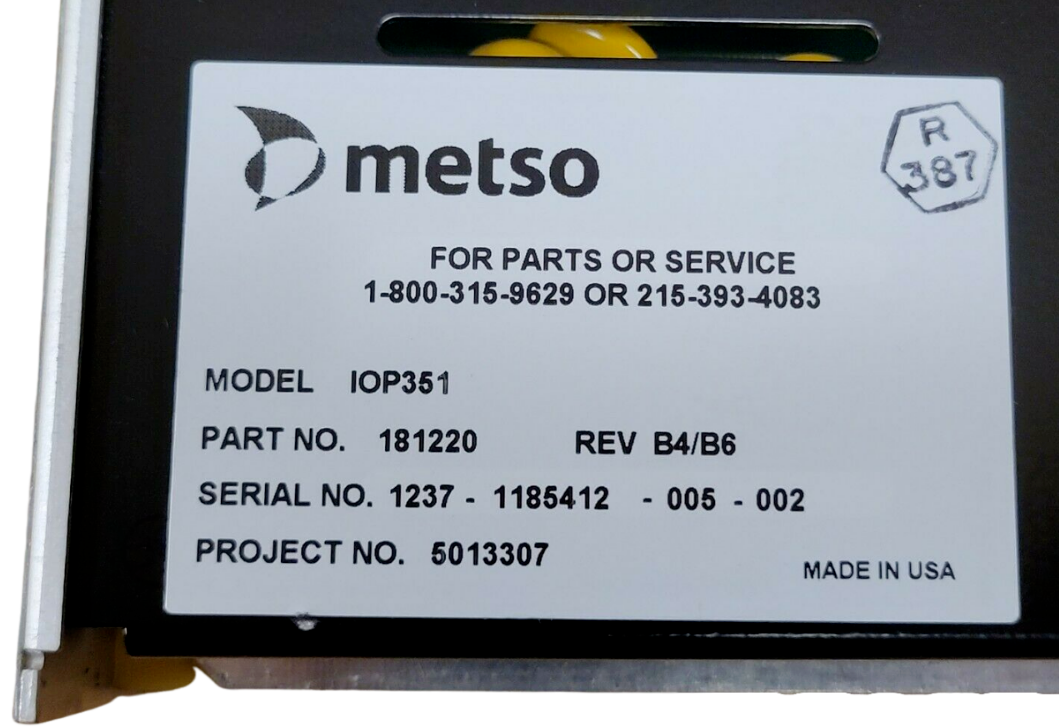 metso
R
387
FOR PARTS OR SERVICE
1-800-315-9629 OR 215-393-4083
MODEL IOP351
PART NO. 181220 REV B4/B6
SERIAL NO. 1237 - 1185412 - 005 - 002
PROJECT NO. 5013307
MADE IN USA